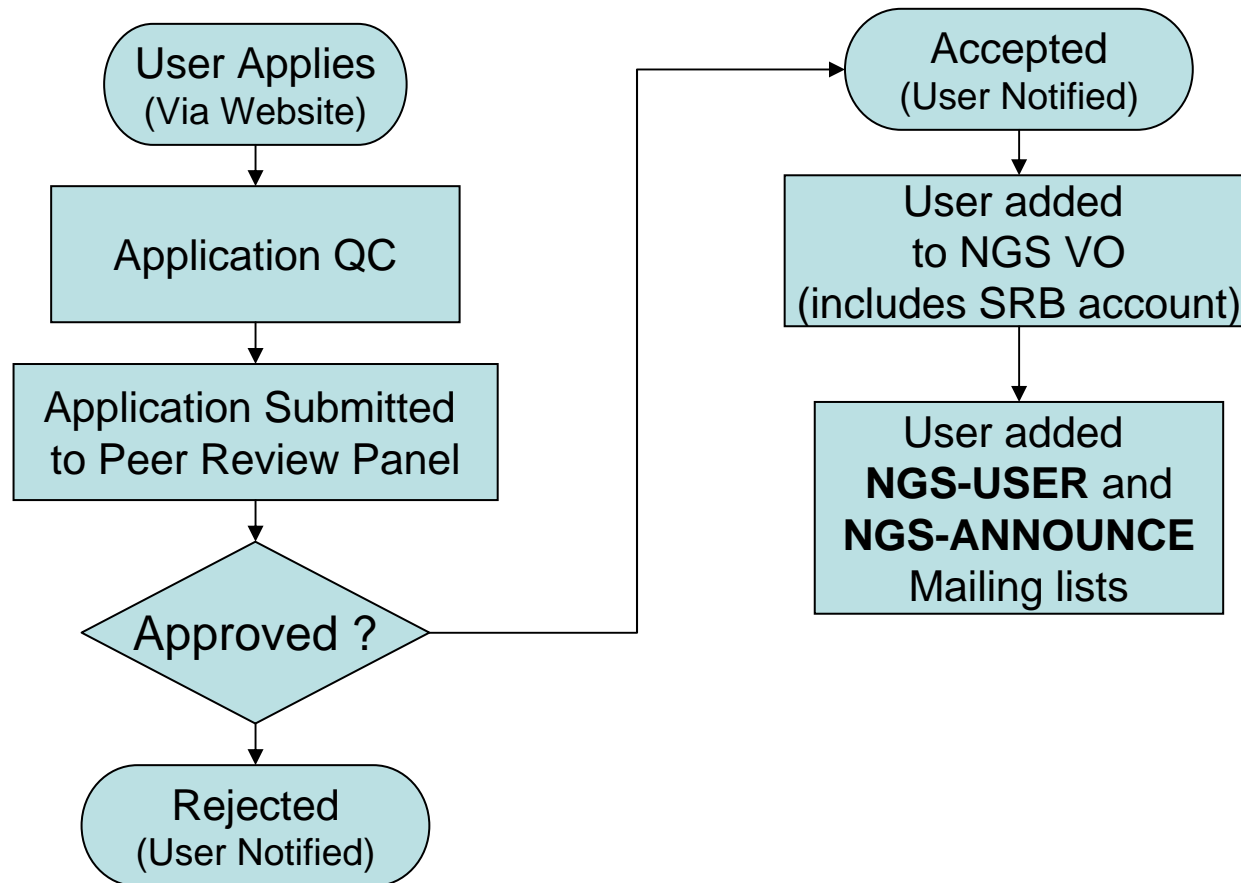 User Applies
(Via Website)
Application QC
Application Submitted
to Peer Review Panel
Approved ?
Rejected
(User Notified)
Accepted
(User Notified)
User added
to NGS VO
(includes SRB account)
User added
NGS-USER and
NGS-ANNOUNCE
Mailing lists